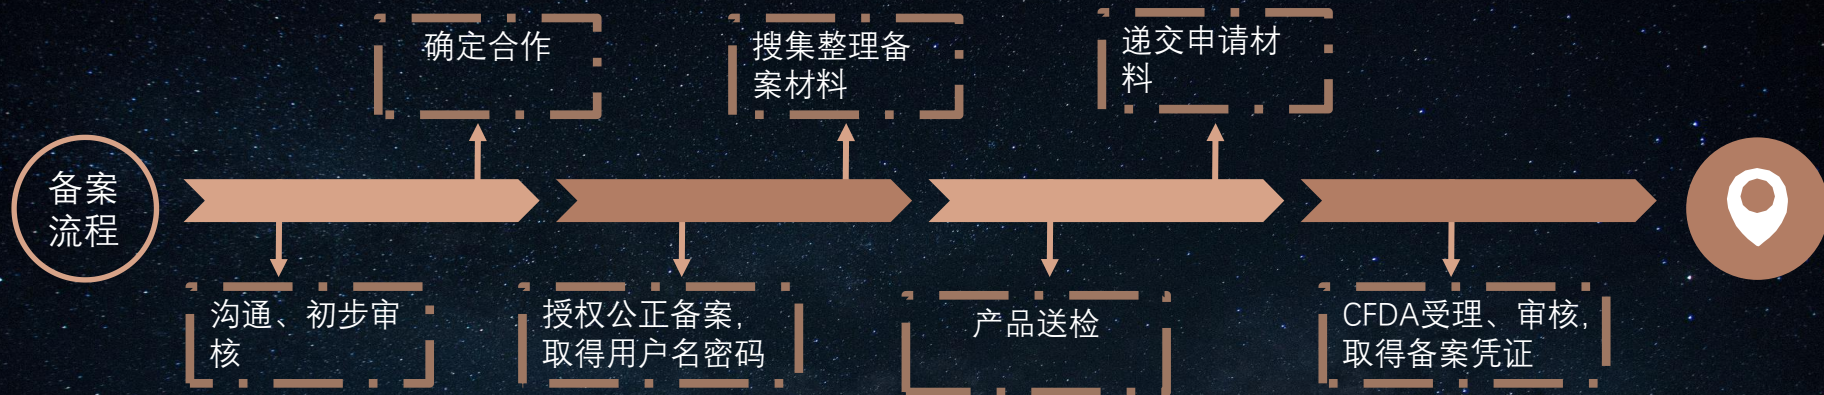 备案
流程
确定合作
搜集整理备
案材料
递交申请材
料
沟通、初步审
核
授权公正备案,
取得用户名密码
产品送检
CFDA受理、审核,
取得备案凭证